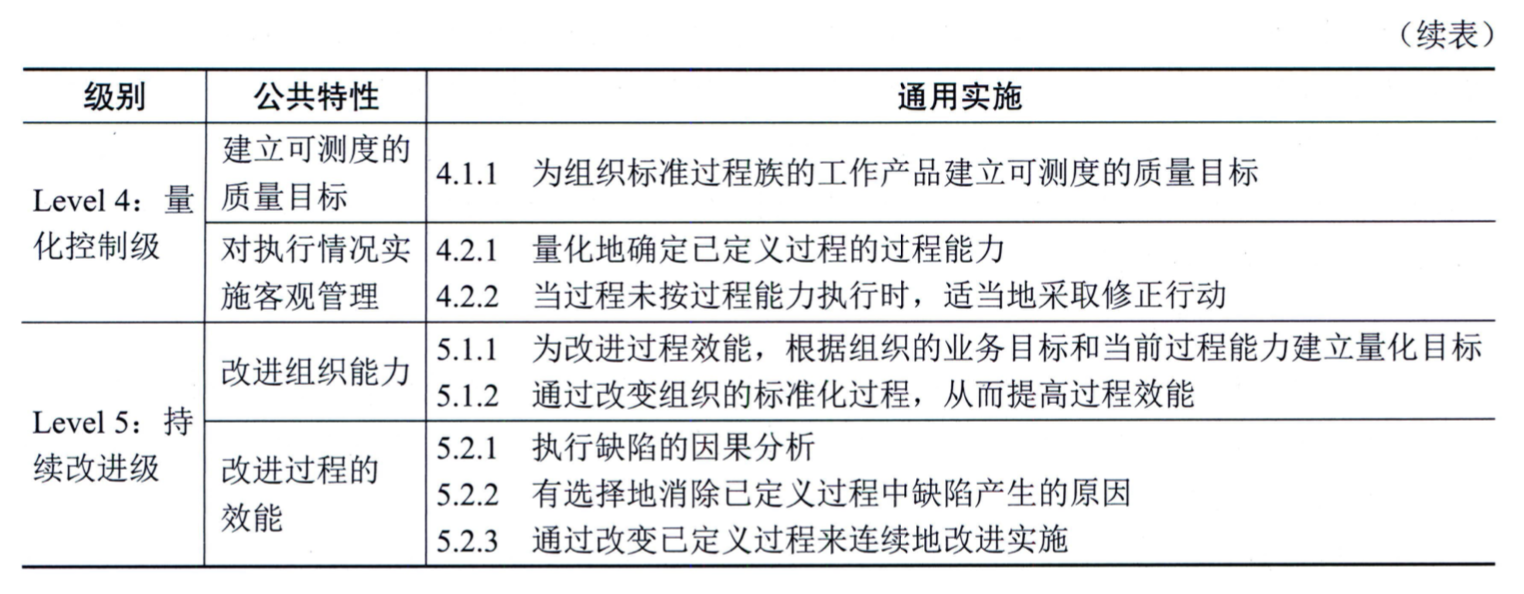 （续表）
级别 公共特性 通用实施
Level 4：量
化控制级
建立可测度的
质量目标
4.1.1 为组织标准过程族的工作产品建立可测度的质量目标
对执行情况实
施客观管理
4.2.1 量化地确定已定义过程的过程能力
4.2.2 当过程未按过程能力执行时，适当地采取修正行动
Level 5：持
续改进级
改进组织能力
5.1.1 为改进过程效能，根据组织的业务目标和当前过程能力建立量化目标
5.1.2 通过改变组织的标准化过程，从而提高过程效能
改进过程的
效能
5.2.1 执行缺陷的因果分析
5.2.2 有选择地消除已定义过程中缺陷产生的原因
5.2.3 通过改变已定义过程来连续地改进实施